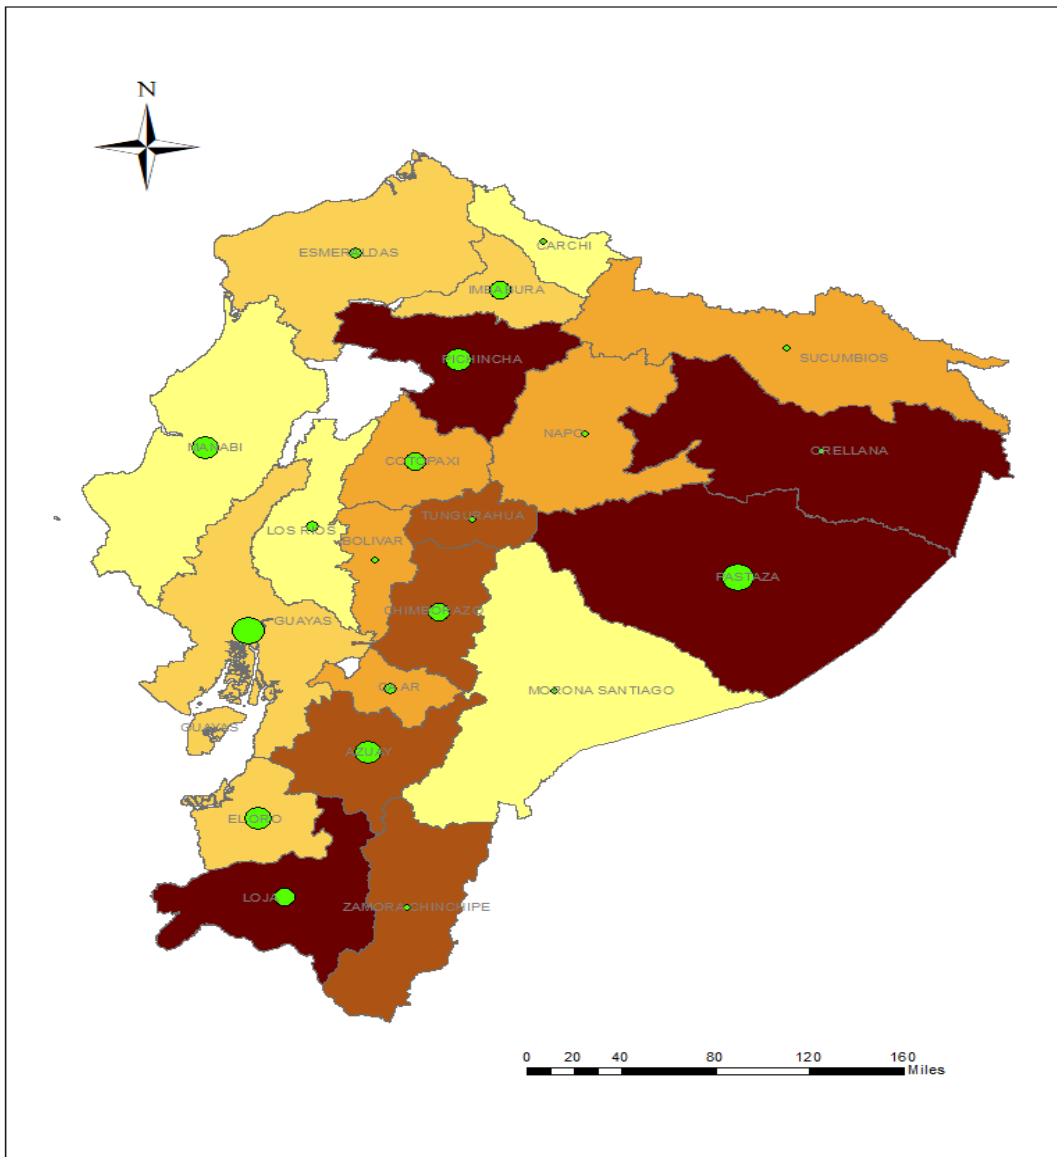 N
CARCHI
ESMERALDAS
IMBABURA
SUCUMBIOS
PICHINCHA
NAPO
MANABI
ORELLANA
COTOPAXI
TUNGURAHUA
LOS RIOS
BOLIVAR
PASTAZA
CHIMBORAZO
GUAYAS
CAÑAR
MORONA SANTIAGO
GUAYAS
AZUAY
EL ORO
LOJA
ZAMORA CHINCHIPE
0 20 40 80 120 160
Miles